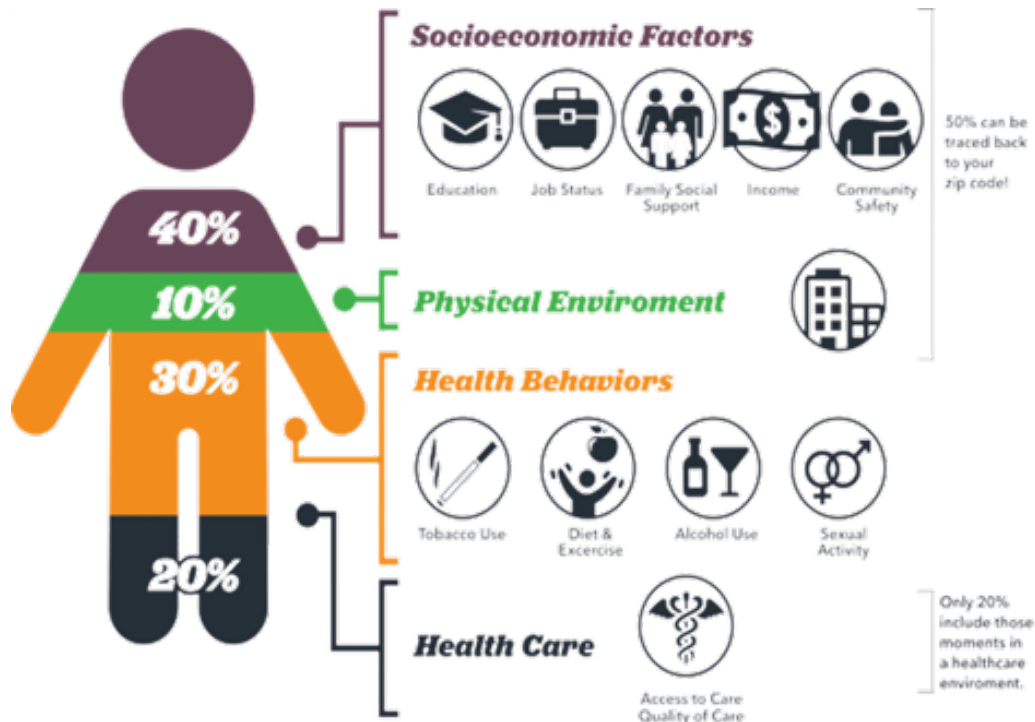 Socioeconomic Factors
Education
Job Status
Family Social
Support
Income
Community
Safety
50% can be
traced back
to your
zip code!
40%
10%
Physical Enviroment
30%
Health Behaviors
Tobacco Use
Diet &
Excercise
Alcohol Use
Sexual
Activity
20%
Health Care
Access to Care
Quality of Care
Only 20%
include those
moments in
a healthcare
enviroment.
$